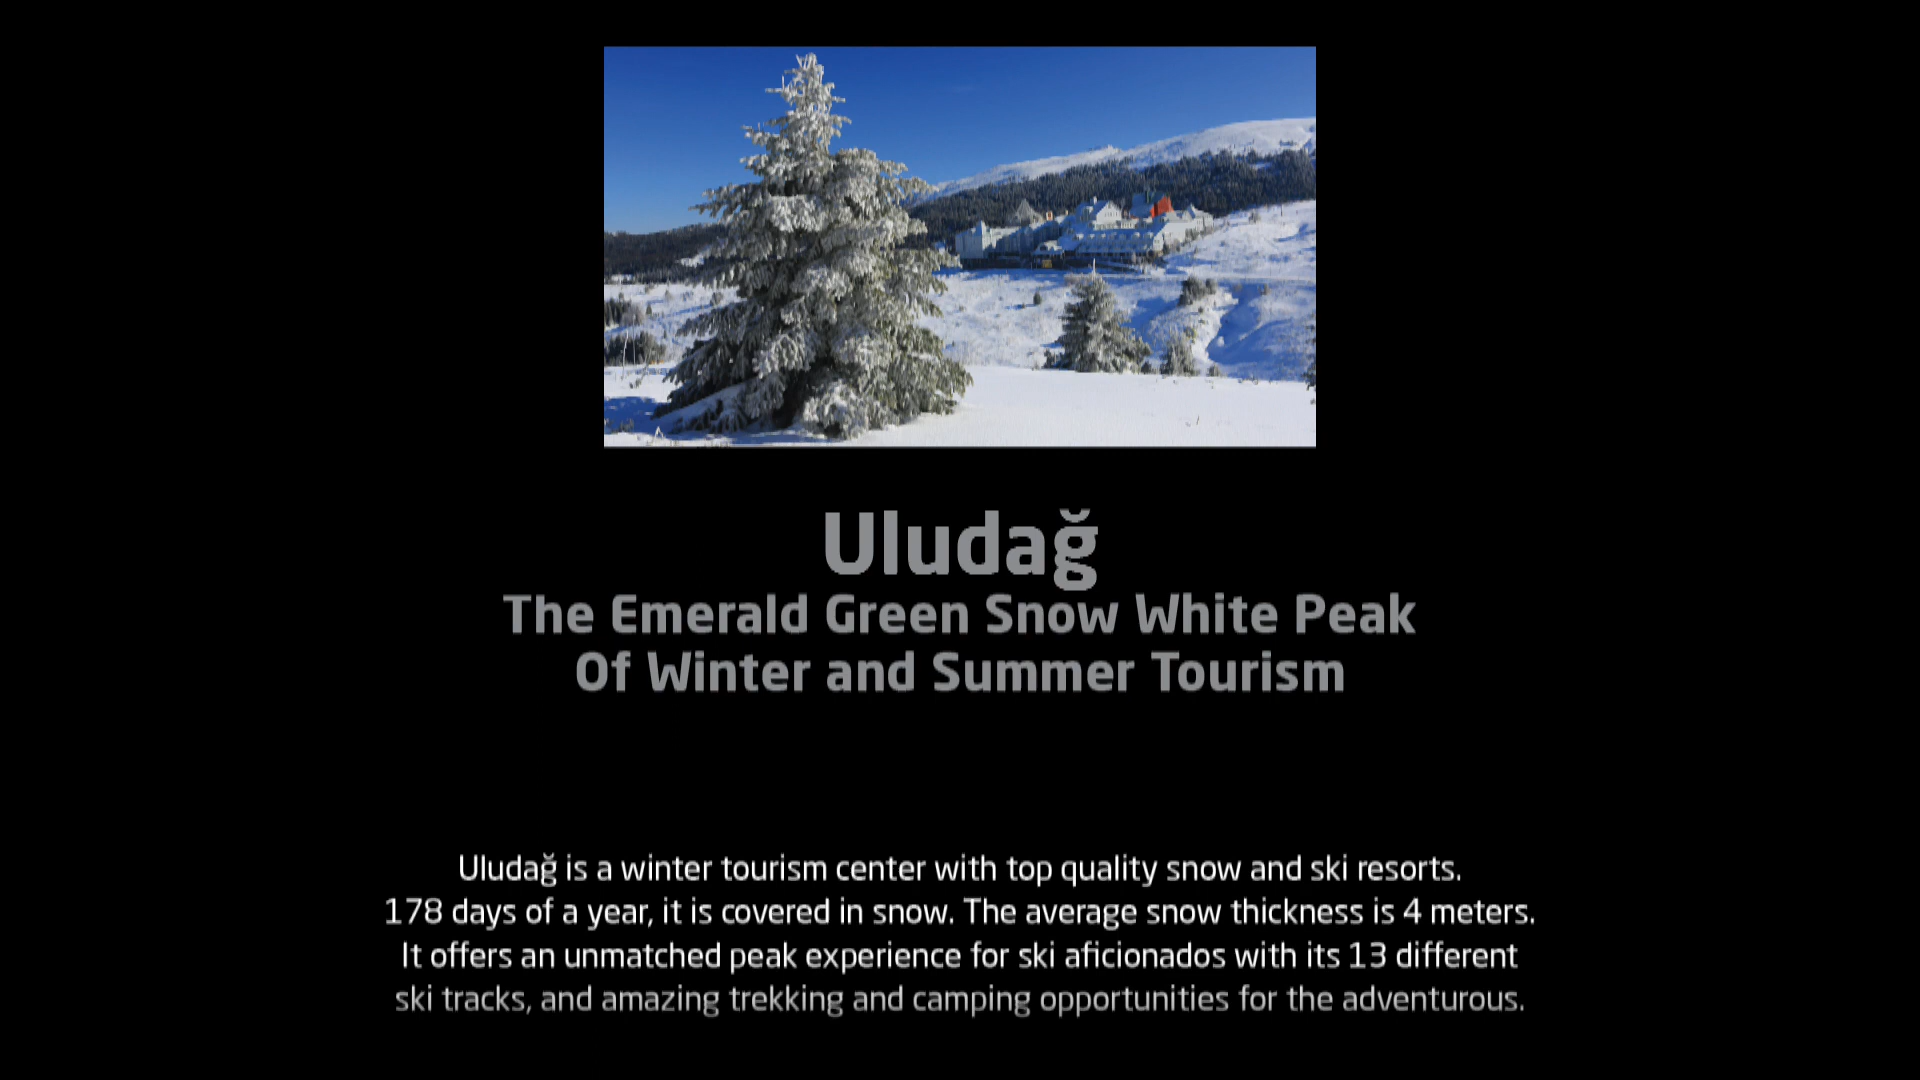 Uludağ
The Emerald Green Snow White Peak
Of Winter and Summer Tourism
Uludağ is a winter tourism center with top quality snow and ski resorts.
178 days of a year, it is covered in snow. The average snow thickness is 4 meters.
It offers an unmatched peak experience for ski aficionados with its 13 different
ski tracks, and amazing trekking and camping opportunities for the adventurous.